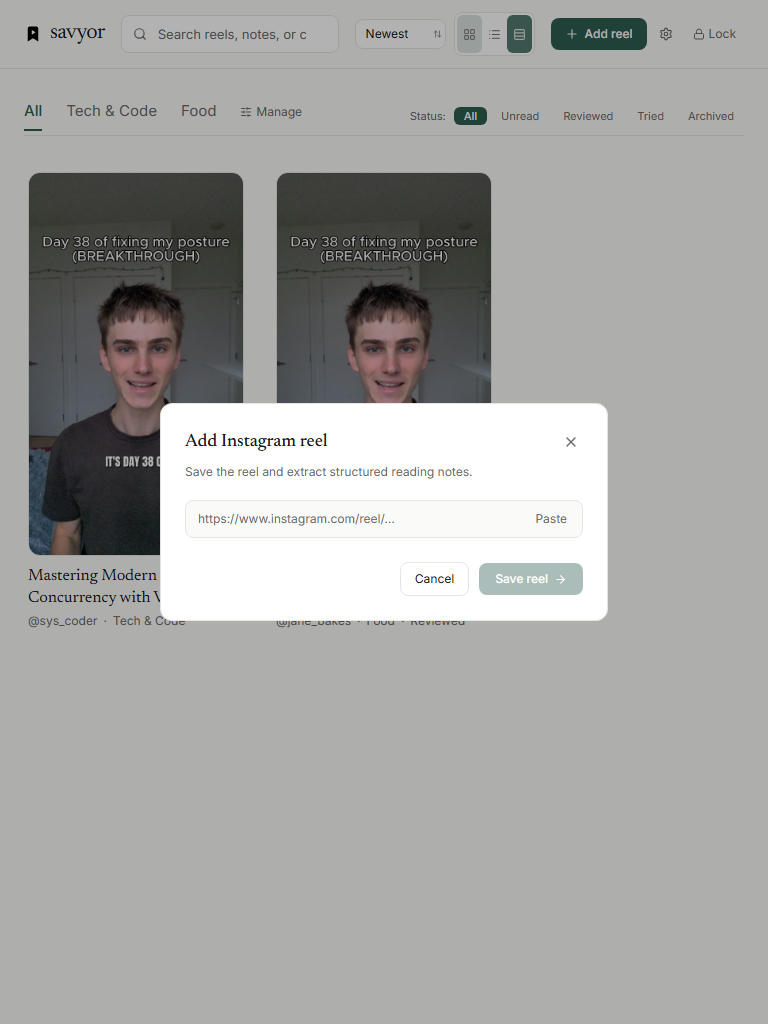 savyor
Search reels, notes, or c
Newest
Add reel
Lock
All
Tech & Code
Food
Manage
Status:
All
Unread
Reviewed
Tried
Archived
Day 38 of fixing my posture
(BREAKTHROUGH)
Day 38 of fixing my posture
(BREAKTHROUGH)
IT'S DAY 38 
Add Instagram reel
Save the reel and extract structured reading notes.
https://www.instagram.com/reel/...
Paste
Cancel
Save reel
Mastering Modern
Concurrency with
@sys_coder · Tech & Code
@jane_bakes · Food · Reviewed